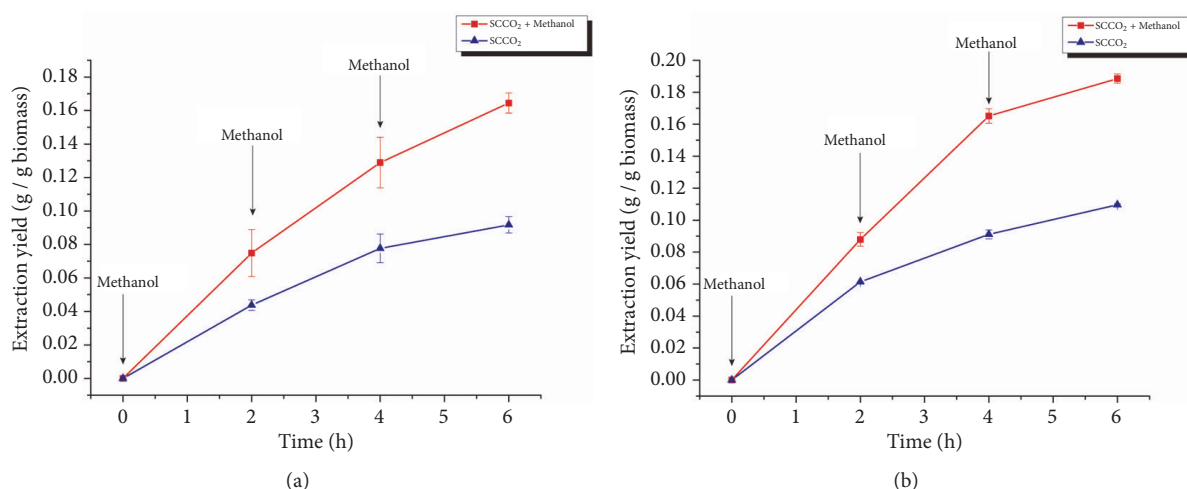 SCCO₂ + Methanol
SCCO₂
Extraction yield (g / g biomass)
0.18
0.16
0.14
0.12
0.10
0.08
0.06
0.04
0.02
0.00
Methanol
Methanol
Methanol
0 1 2 3 4 5 6
Time (h)
(a)
SCCO₂ + Methanol
SCCO₂
Extraction yield (g / g biomass)
0.20
0.18
0.16
0.14
0.12
0.10
0.08
0.06
0.04
0.02
0.00
Methanol
Methanol
Methanol
0 1 2 3 4 5 6
Time (h)
(b)